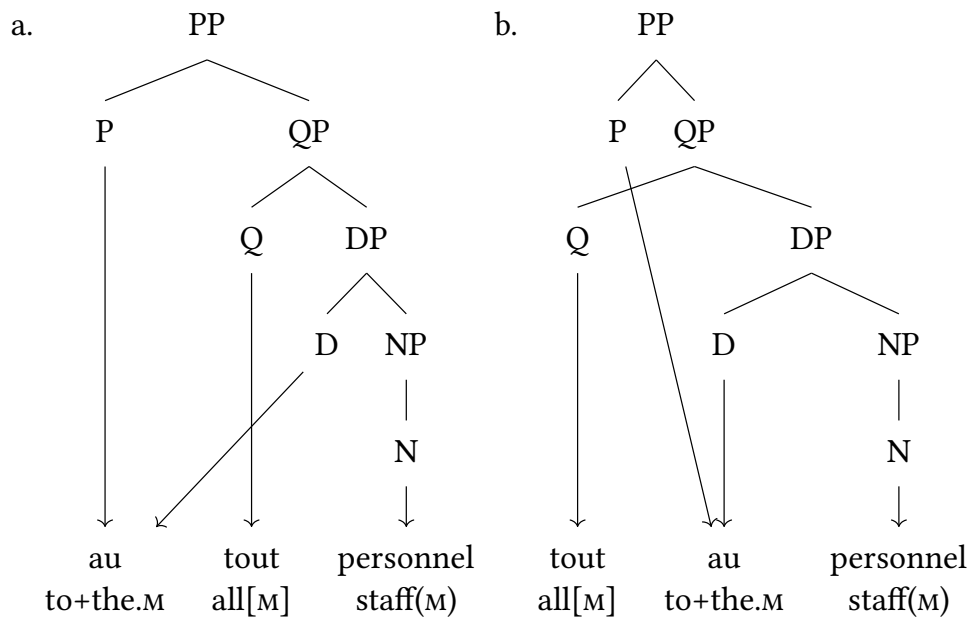 a. PP b. PP
P QP P QP
Q DP Q DP
D NP D NP
N N
au tout personnel tout au personnel
to+the.ᴍ all[ᴍ] staff(ᴍ) all[ᴍ] to+the.ᴍ staff(ᴍ)